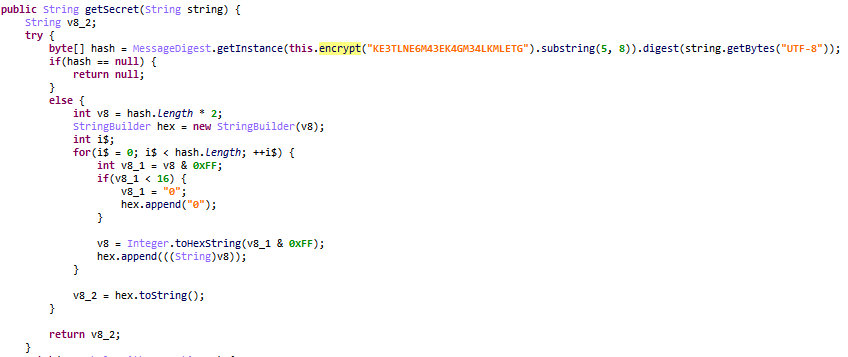 public String getSecret(String string) {
    String v8_2;
    try {
        byte[] hash = MessageDigest.getInstance(this.encrypt("KE3TLNE6M43EK4GM34LKMLETG").substring(5, 8)).digest(string.getBytes("UTF-8"));
        if(hash == null) {
            return null;
        }
        else {
            int v8 = hash.length * 2;
            StringBuilder hex = new StringBuilder(v8);
            int i$;
            for(i$ = 0; i$ < hash.length; ++i$) {
                int v8_1 = v8 & 0xFF;
                if(v8_1 < 16) {
                    v8_1 = "0";
                    hex.append("0");
                }

                v8 = Integer.toHexString(v8_1 & 0xFF);
                hex.append(((String)v8));
            }

            v8_2 = hex.toString();
        }

        return v8_2;
    }